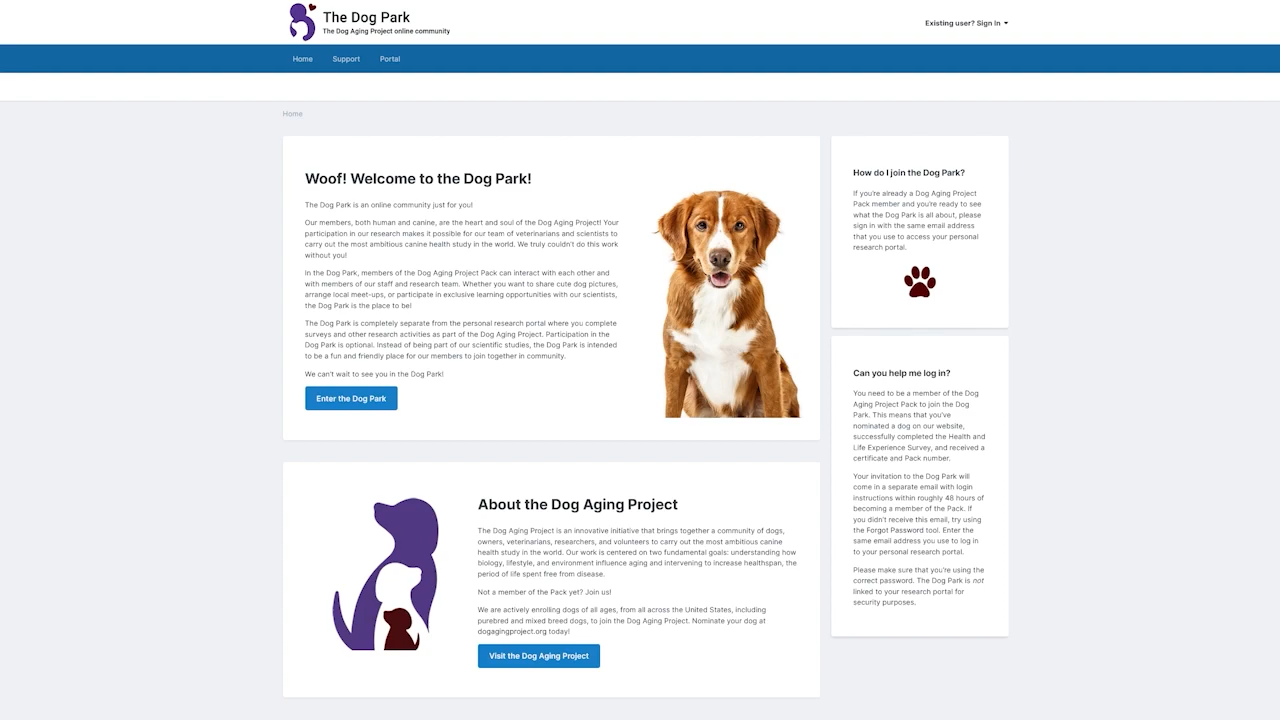 The Dog Park
The Dog Aging Project online community
Existing user? Sign In
Home
Support
Portal
Home
Woof! Welcome to the Dog Park!
The Dog Park is an online community just for you!
Our members, both human and canine, are the heart and soul of the Dog Aging Project! Your
participation in our research makes it possible for our team of veterinarians and scientists to
carry out the most ambitious canine health study in the world. We truly couldn't do this work
without you!
In the Dog Park, members of the Dog Aging Project Pack can interact with each other and
with members of our staff and research team. Whether you want to share cute dog pictures,
arrange local meet-ups, or participate in exclusive learning opportunities with our scientists,
the Dog Park is the place to be!
The Dog Park is completely separate from the personal research portal where you complete
surveys and other research activities as part of the Dog Aging Project. Participation in the
Dog Park is optional. Instead of being part of our scientific studies, the Dog Park is intended
to be a fun and friendly place for our members to join together in community.
We can't wait to see you in the Dog Park!
Enter the Dog Park
About the Dog Aging Project
The Dog Aging Project is an innovative initiative that brings together a community of dogs,
owners, veterinarians, researchers, and volunteers to carry out the most ambitious canine
health study in the world. Our work is centered on two fundamental goals: understanding how
biology, lifestyle, and environment influence aging and intervening to increase healthspan, the
period of life spent free from disease.
Not a member of the Pack yet? Join us!
We are actively enrolling dogs of all ages, from all across the United States, including
purebred and mixed breed dogs, to join the Dog Aging Project. Nominate your dog at
dogagingproject.org today!
Visit the Dog Aging Project
How do I join the Dog Park?
If you're already a Dog Aging Project
Pack member and you're ready to see
what the Dog Park is all about, please
sign in with the same email address
that you use to access your personal
research portal.
Can you help me log in?
You need to be a member of the Dog
Aging Project Pack to join the Dog
Park. This means that you've
nominated a dog on our website,
successfully completed the Health and
Life Experience Survey, and received a
certificate and Pack number.
Your invitation to the Dog Park will
come in a separate email with login
instructions within roughly 48 hours of
becoming a member of the Pack. If
you didn't receive this email, try using
the Forgot Password tool. Enter the
same email address you use to log in
to your personal research portal.
Please make sure that you're using the
correct password. The Dog Park is not
linked to your research portal for
security purposes.